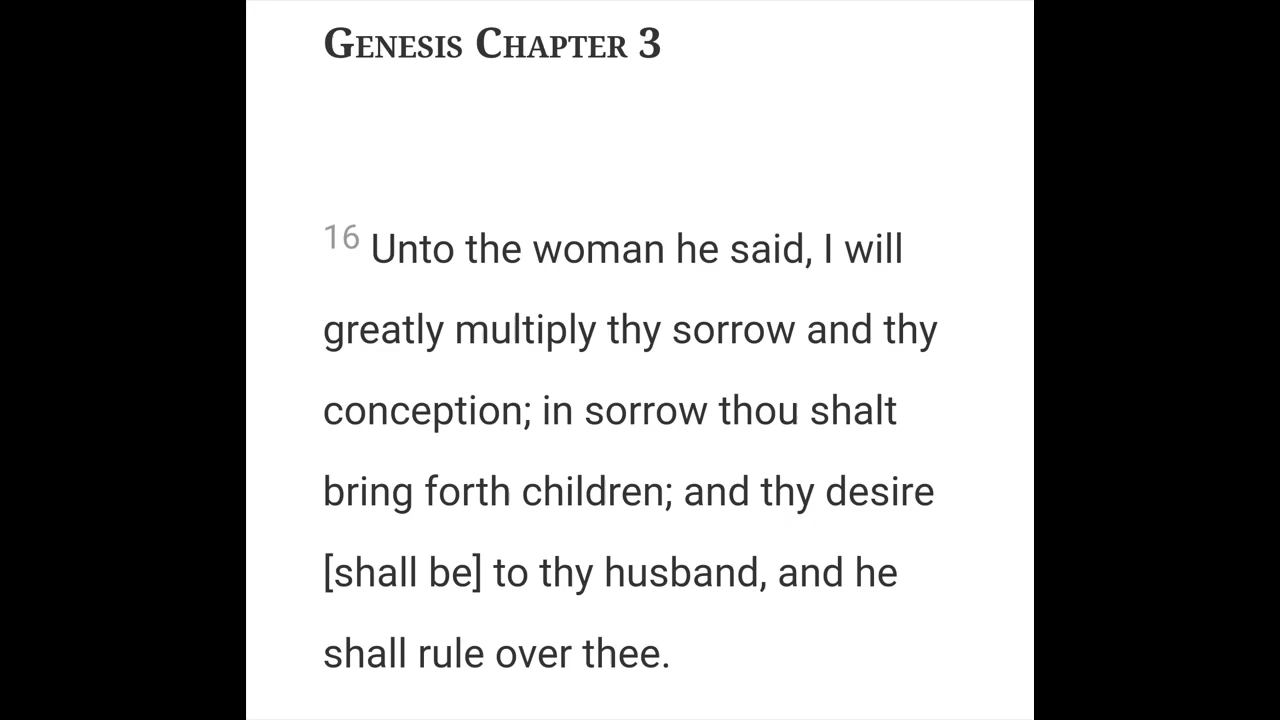 Genesis Chapter 3
16 Unto the woman he said, I will
greatly multiply thy sorrow and thy
conception; in sorrow thou shalt
bring forth children; and thy desire
[shall be] to thy husband, and he
shall rule over thee.